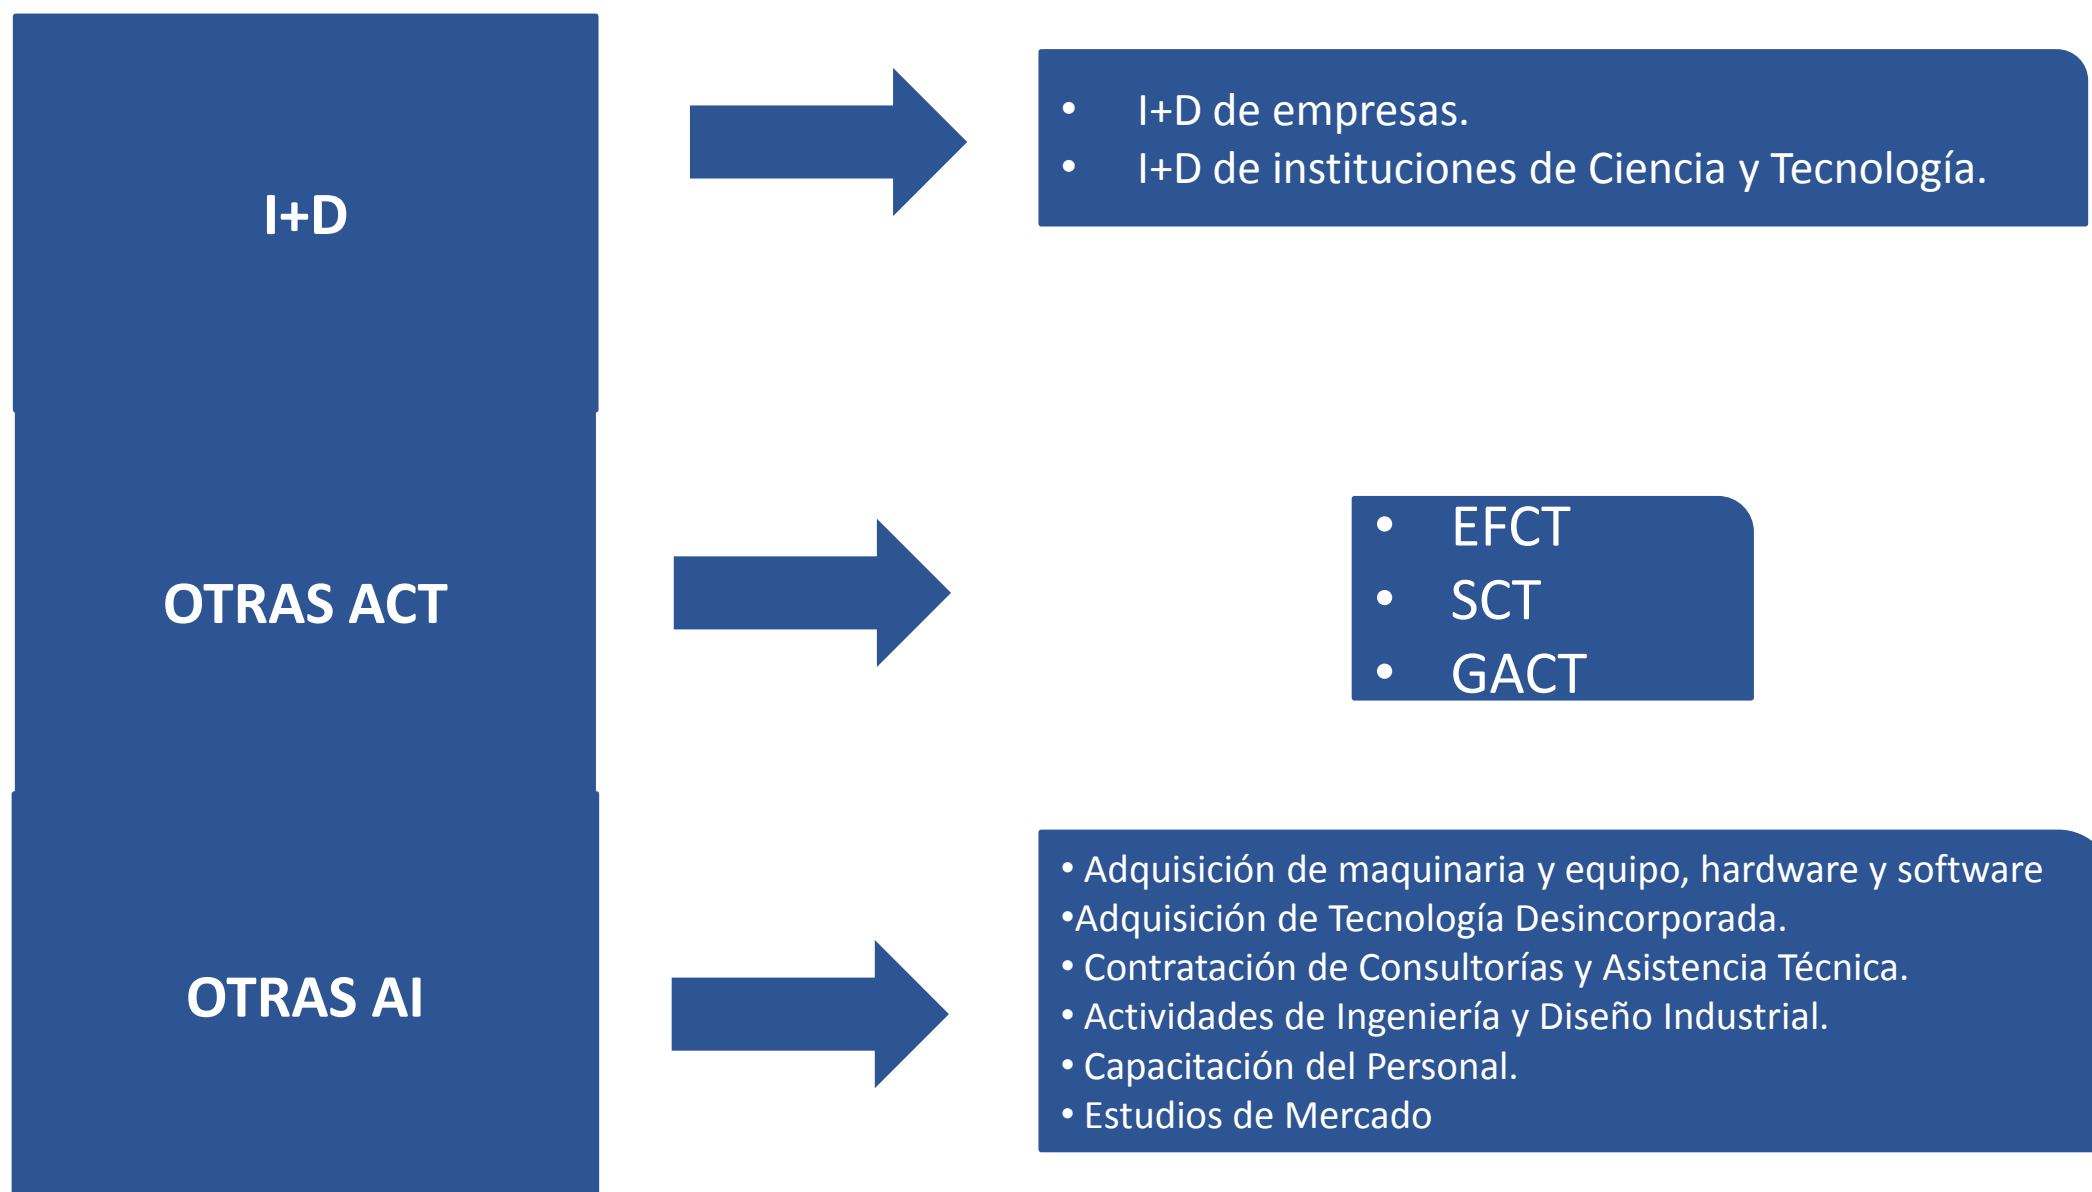 I+D
• I+D de empresas.
• I+D de instituciones de Ciencia y Tecnología.
OTRAS ACT
• EFCT
• SCT
• GACT
OTRAS AI
• Adquisición de maquinaria y equipo, hardware y software
•Adquisición de Tecnología Desincorporada.
• Contratación de Consultorías y Asistencia Técnica.
• Actividades de Ingeniería y Diseño Industrial.
• Capacitación del Personal.
• Estudios de Mercado